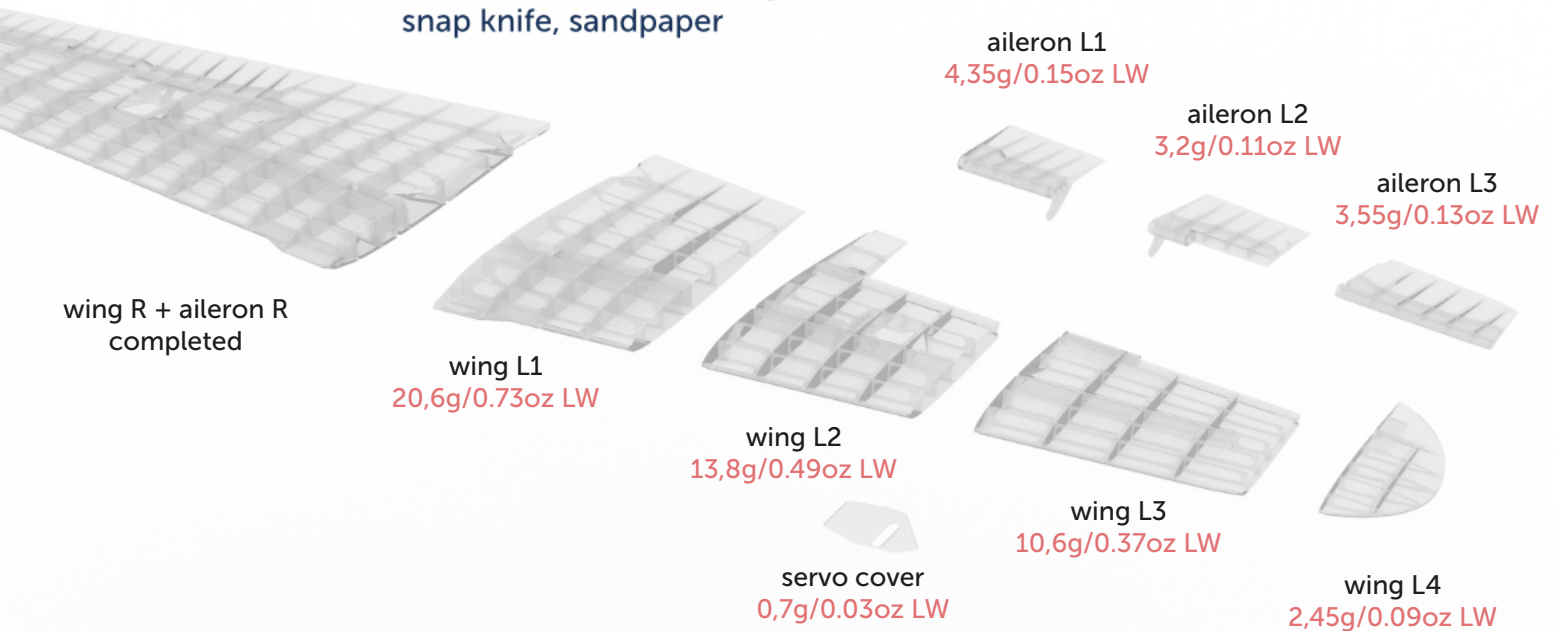 snap knife, sandpaper
aileron L1
4,35g/0.15oz LW
aileron L2
3,2g/0.11oz LW
aileron L3
3,55g/0.13oz LW
wing R + aileron R
completed
wing L1
20,6g/0.73oz LW
wing L2
13,8g/0.49oz LW
wing L3
10,6g/0.37oz LW
servo cover
0,7g/0.03oz LW
wing L4
2,45g/0.09oz LW